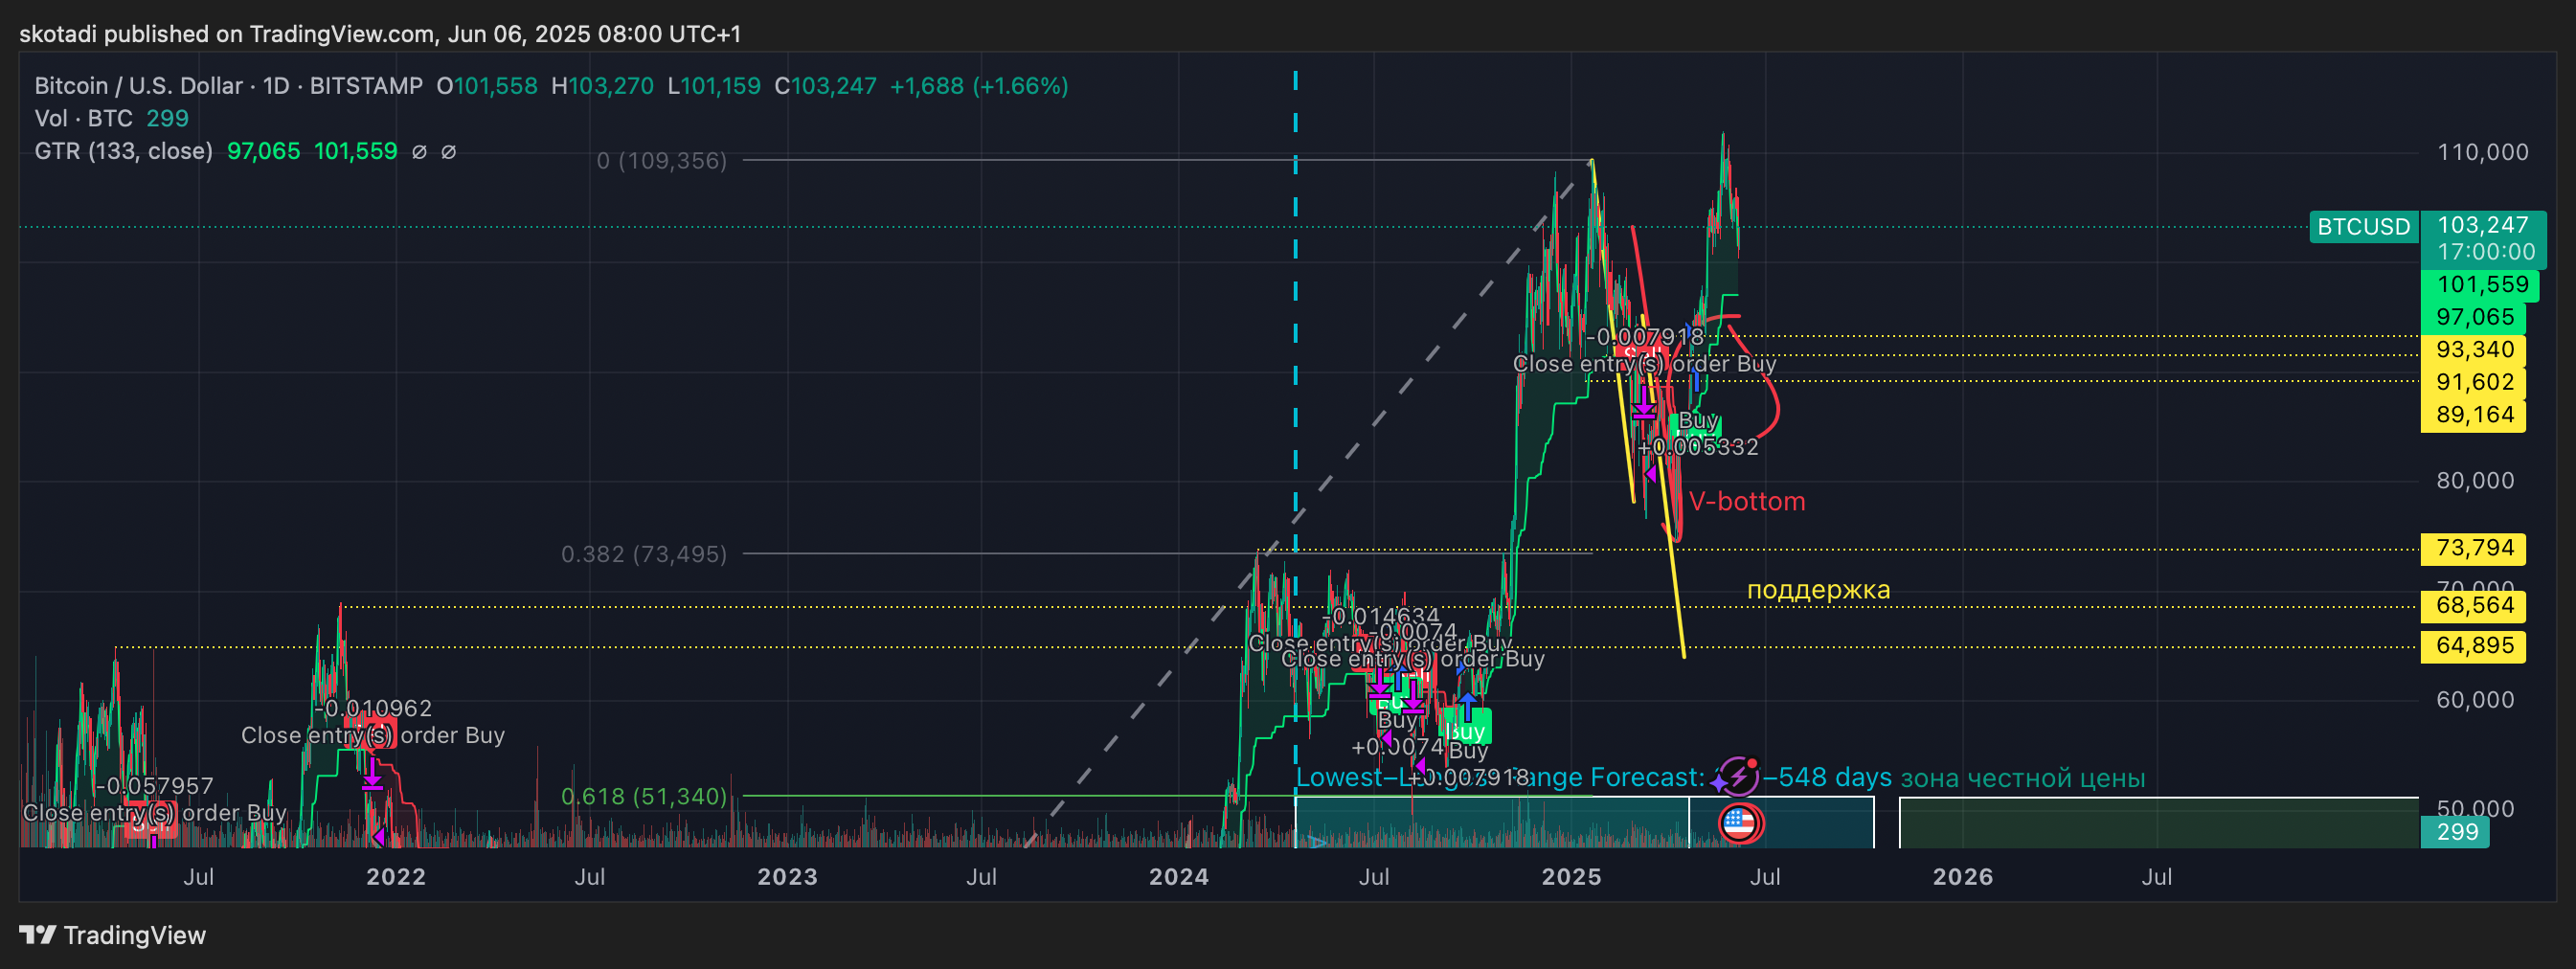 skotadi published on TradingView.com, Jun 06, 2025 08:00 UTC+1
Bitcoin / U.S. Dollar · 1D · BITSTAMP O101,558 H103,270 L101,159 C103,247 +1,688 (+1.66%)
Vol · BTC 299
GTR (133, close) 97,065 101,559 ∅ ∅
0 (109,356)
110,000
BTCUSD 103,247
17:00:00
101,559
97,065
-0.007918
93,340
Close entry(s) order Buy
91,602
89,164
Buy
+0.005332
80,000
V-bottom
0.382 (73,495)
73,794
70,000
поддержка
68,564
-0.014634
-0.0074
Close entry(s) order Buy
64,895
Close entry(s) order Buy
60,000
-0.010962
Buy
Close entry(s) order Buy
Buy
+0.0074
Buy
-0.057957
+0.007918
Lowest– Range Forecast: –548 days
зона честной цены
0.618 (51,340)
50,000
Close entry(s) order Buy
299
Jul 2022 Jul 2023 Jul 2024 Jul 2025 Jul 2026 Jul
TradingView